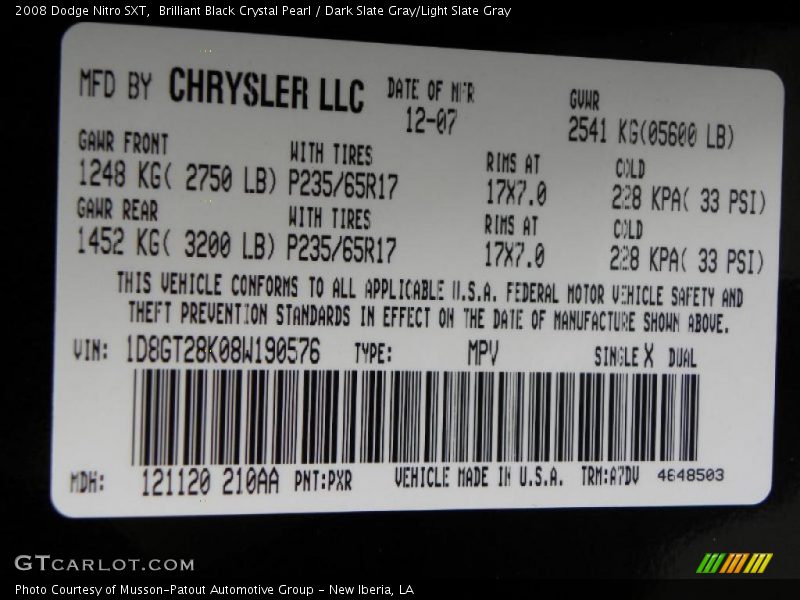 2008 Dodge Nitro SXT,  Brilliant Black Crystal Pearl / Dark Slate Gray/Light Slate Gray
MFD BY CHRYSLER LLC
DATE OF MFR
GVWR
12-07
2541 KG(05600 LB)
GAWR FRONT WITH TIRES RIMS AT COLD
1248 KG( 2750 LB) P235/65R17 17X7.0 228 KPA( 33 PSI)
GAWR REAR WITH TIRES RIMS AT COLD
1452 KG( 3200 LB) P235/65R17 17X7.0 228 KPA( 33 PSI)
THIS VEHICLE CONFORMS TO ALL APPLICABLE U.S.A. FEDERAL MOTOR VEHICLE SAFETY AND
THEFT PREVENTION STANDARDS IN EFFECT ON THE DATE OF MANUFACTURE SHOWN ABOVE.
VIN: 1D8GT28K08W190576 TYPE: MPV SINGLE X DUAL
MDH: 121120 210AA PNT:PXR VEHICLE MADE IN U.S.A. TRM:A7DV 4648503
GTCARLOT.COM
Photo Courtesy of Musson-Patout Automotive Group - New Iberia, LA